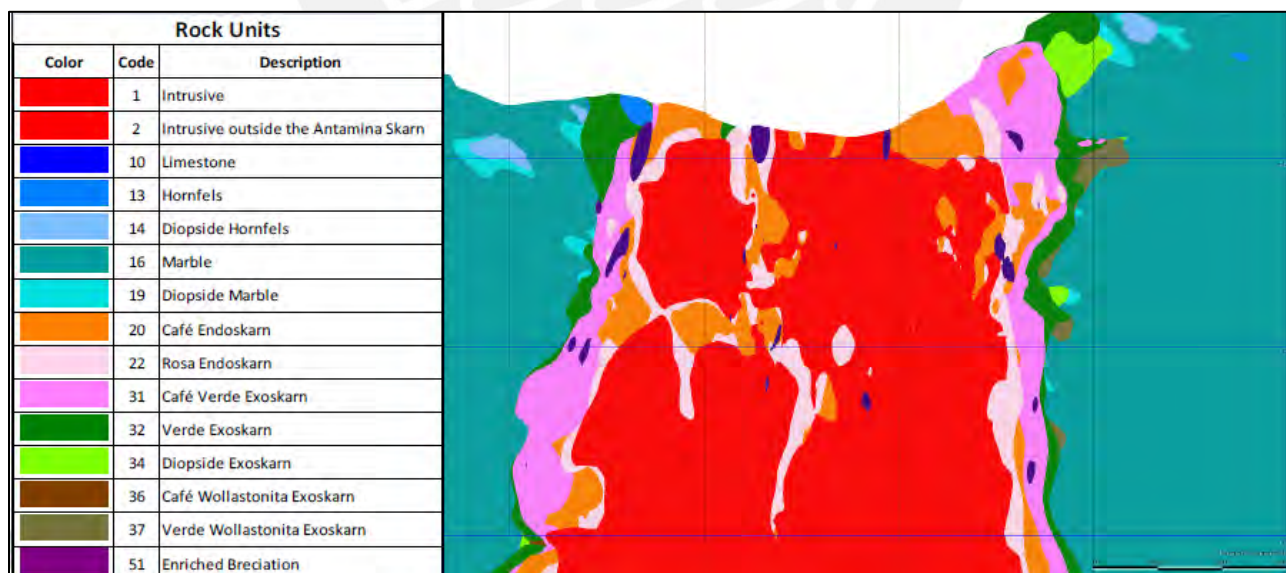 Rock Units
Color Code Description
1 Intrusive
2 Intrusive outside the Antamina Skarn
10 Limestone
13 Hornfels
14 Diopside Hornfels
16 Marble
19 Diopside Marble
20 Café Endoskarn
22 Rosa Endoskarn
31 Café Verde Exoskarn
32 Verde Exoskarn
34 Diopside Exoskarn
36 Café Wollastonita Exoskarn
37 Verde Wollastonita Exoskarn
51 Enriched Breciation